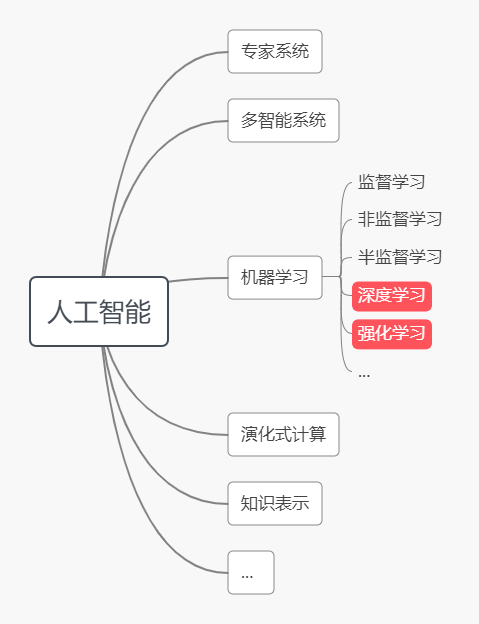 专家系统
多智能系统
监督学习
非监督学习
半监督学习
机器学习
深度学习
人工智能
强化学习
...
演化式计算
知识表示
...